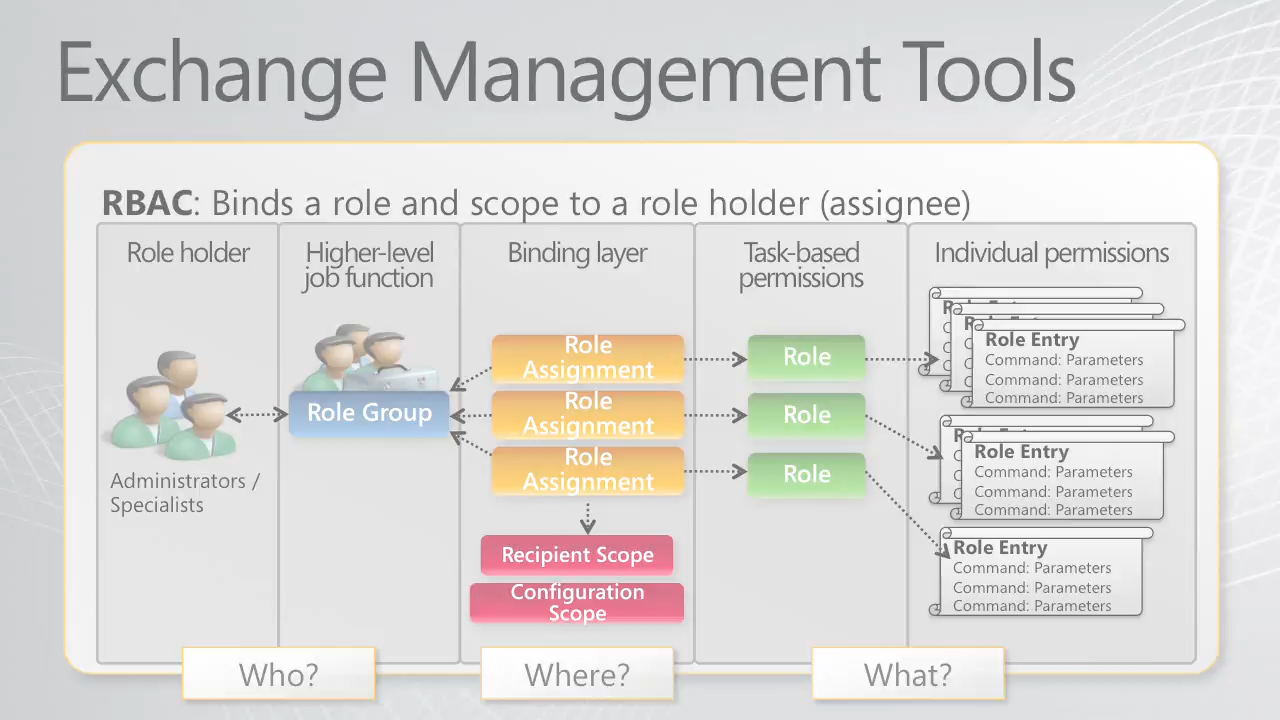 Exchange Management Tools
RBAC: Binds a role and scope to a role holder (assignee)
Role holder
Higher-level
job function
Binding layer
Task-based
permissions
Individual permissions
Administrators /
Specialists
Role Group
Role
Assignment
Role
Assignment
Role
Assignment
Recipient Scope
Configuration
Scope
Role
Role
Role
Role Entry
Command: Parameters
Command: Parameters
Command: Parameters
Role Entry
Command: Parameters
Command: Parameters
Command: Parameters
Role Entry
Command: Parameters
Command: Parameters
Command: Parameters
Who?
Where?
What?